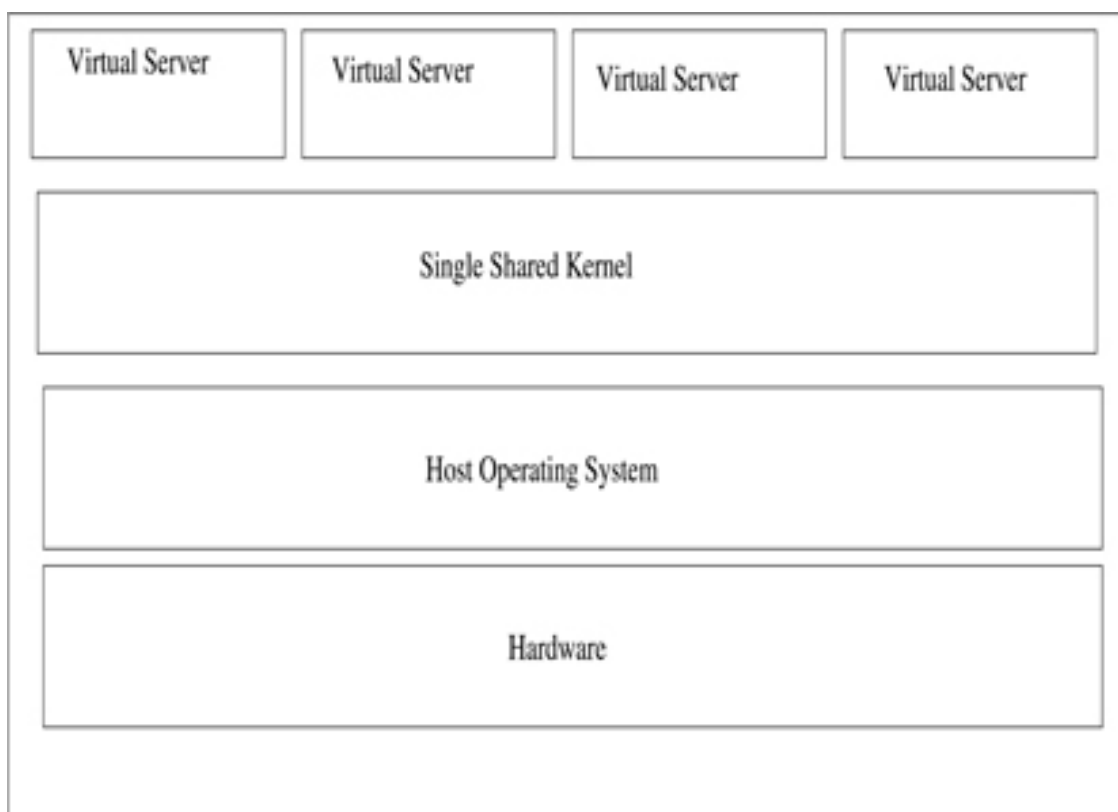 Virtual Server
Virtual Server
Virtual Server
Virtual Server
Single Shared Kernel
Host Operating System
Hardware